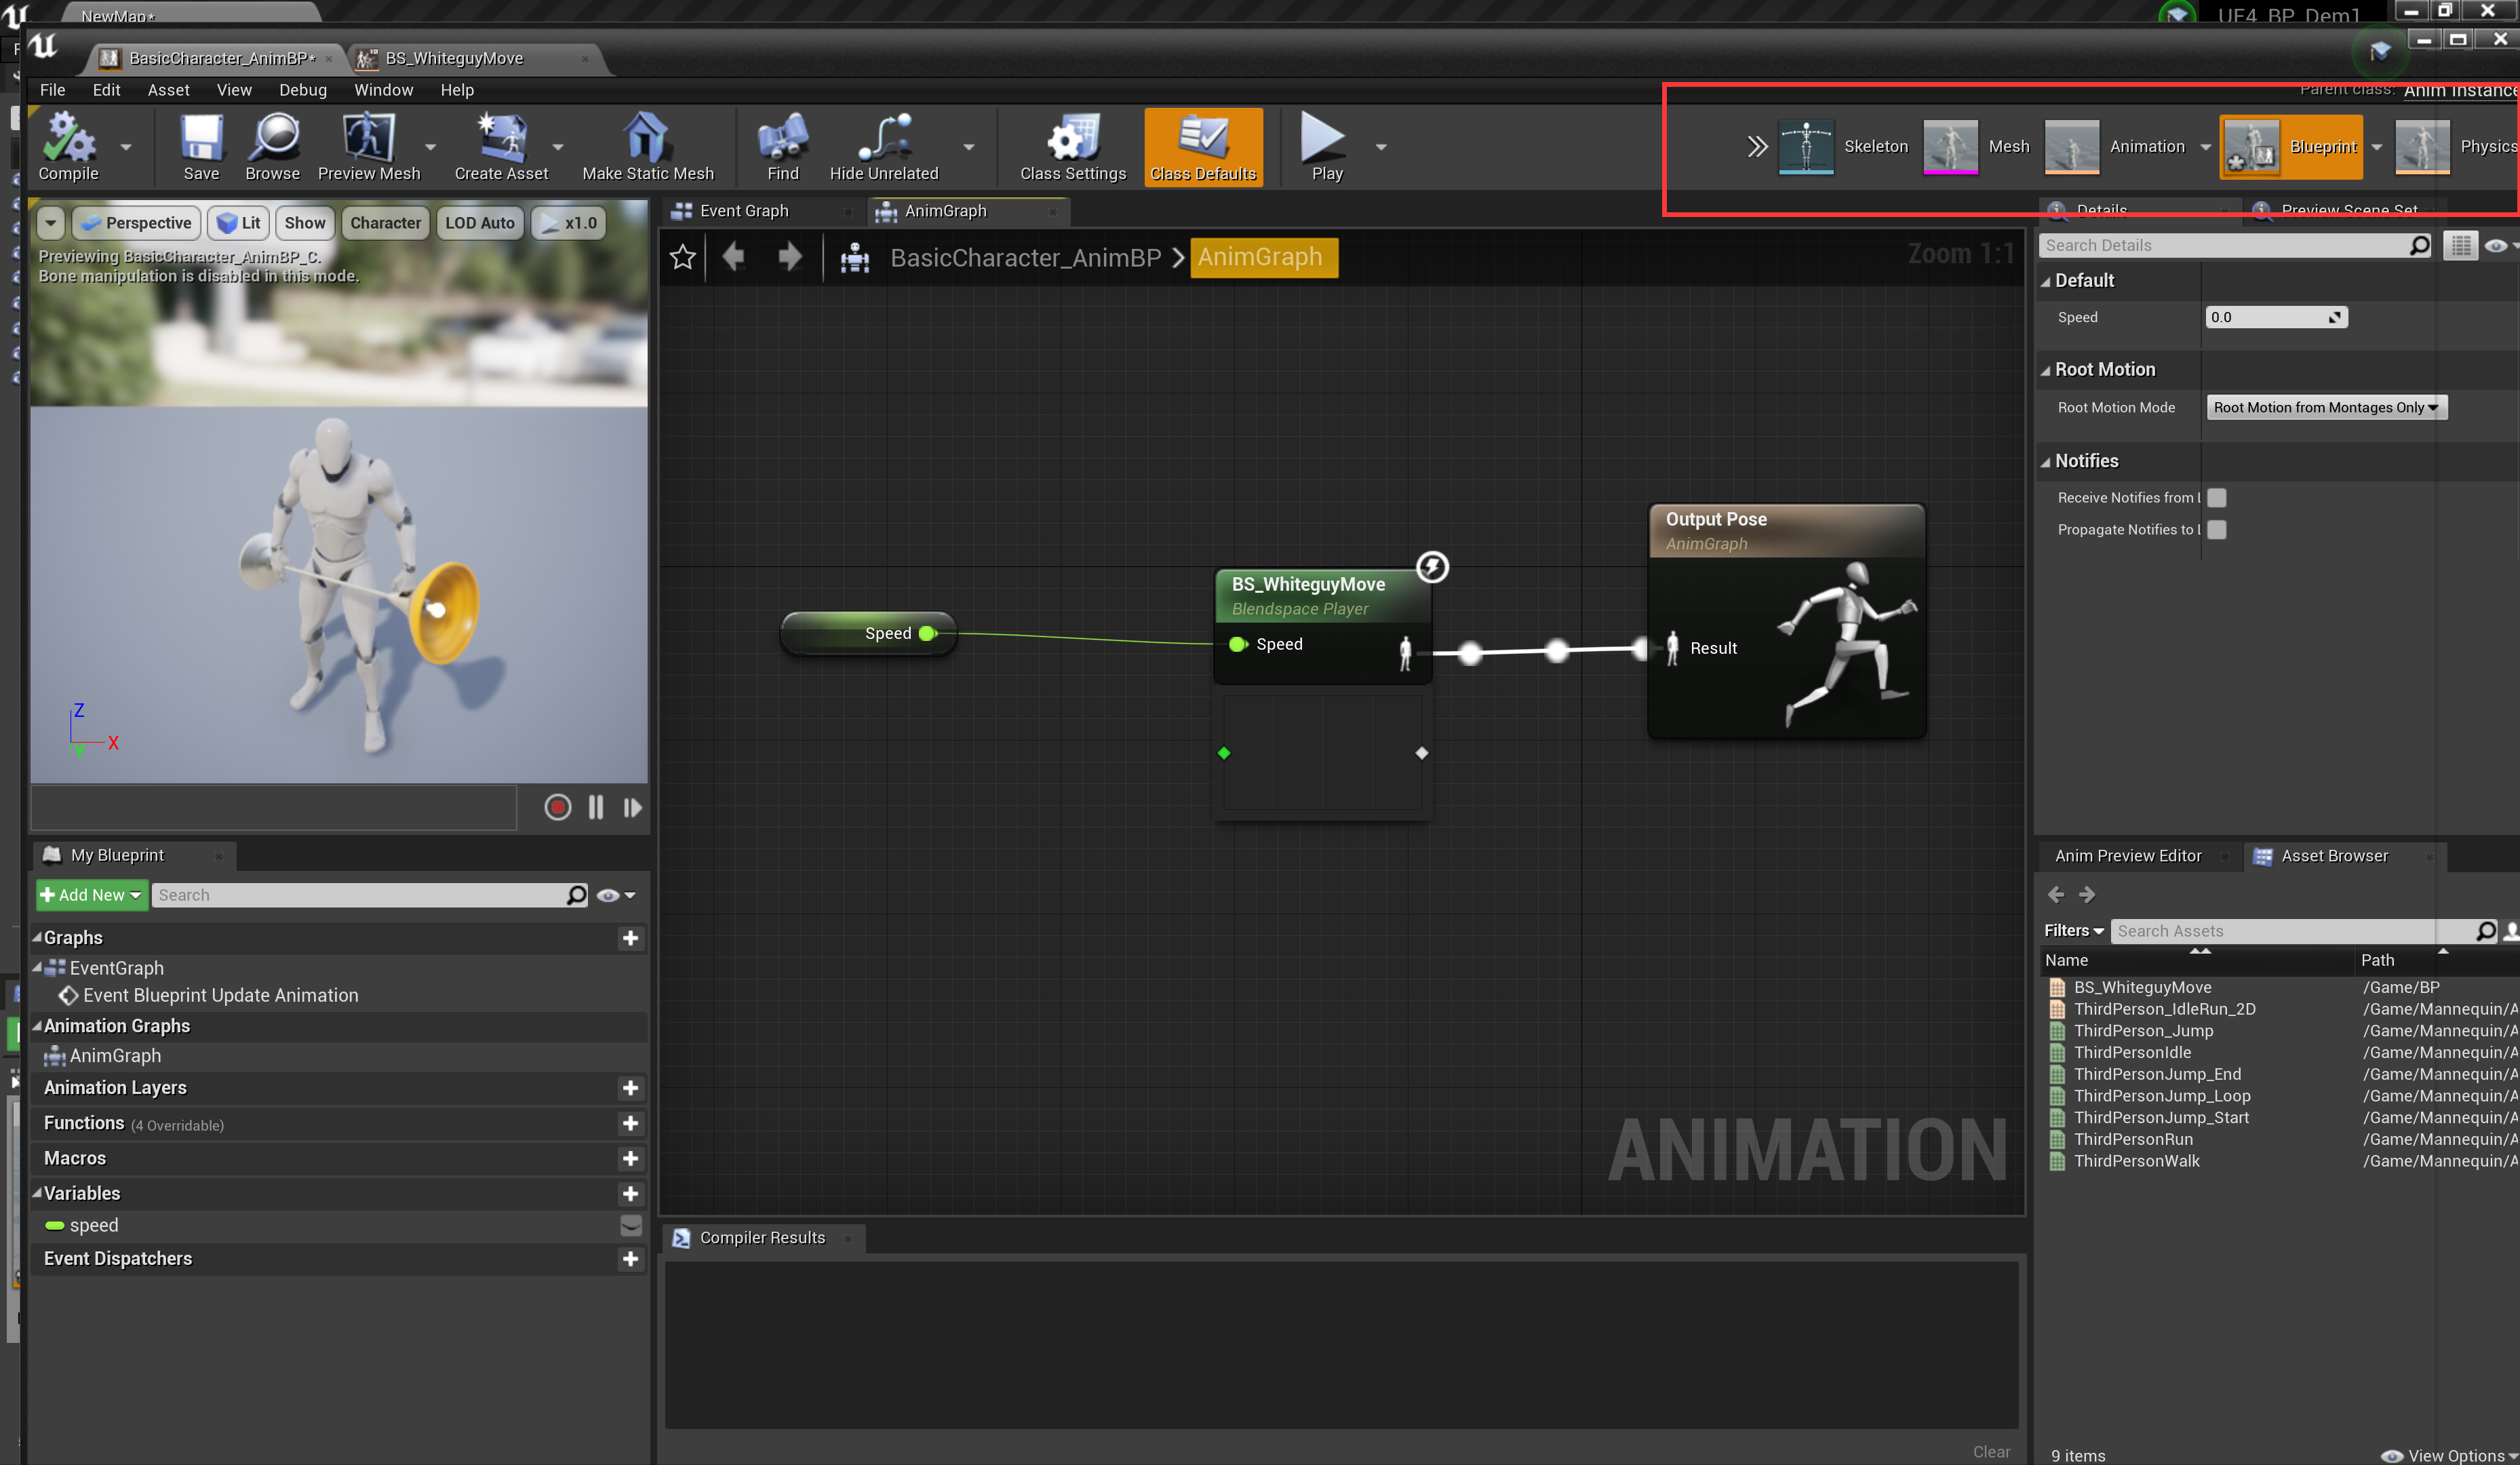 NewMap*
UE4_BP_Dem1
BasicCharacter_AnimBP*
BS_WhiteguyMove
File Edit Asset View Debug Window Help
Parent class: Anim Instance
Compile
Save
Browse
Preview Mesh
Create Asset
Make Static Mesh
Find
Hide Unrelated
Class Settings
Class Defaults
Play
Skeleton
Mesh
Animation
Blueprint
Physics
Perspective
Lit
Show
Character
LOD Auto
x1.0
Previewing BasicCharacter_AnimBP_C.
Bone manipulation is disabled in this mode.
Z
X
Y
Event Graph
AnimGraph
BasicCharacter_AnimBP > AnimGraph
Zoom 1:1
Speed
BS_WhiteguyMove
Blendspace Player
Speed
Output Pose
AnimGraph
Result
ANIMATION
My Blueprint
Add New
Search
Graphs
EventGraph
Event Blueprint Update Animation
Animation Graphs
AnimGraph
Animation Layers
Functions (4 Overridable)
Macros
Variables
speed
Event Dispatchers
Compiler Results
Clear
Details
Preview Scene Set
Search Details
Default
Speed 0.0
Root Motion
Root Motion Mode Root Motion from Montages Only
Notifies
Receive Notifies from
Propagate Notifies to
Anim Preview Editor
Asset Browser
Filters
Search Assets
Name Path
BS_WhiteguyMove /Game/BP
ThirdPerson_IdleRun_2D /Game/Mannequin/A
ThirdPerson_Jump /Game/Mannequin/A
ThirdPersonIdle /Game/Mannequin/A
ThirdPersonJump_End /Game/Mannequin/A
ThirdPersonJump_Loop /Game/Mannequin/A
ThirdPersonJump_Start /Game/Mannequin/A
ThirdPersonRun /Game/Mannequin/A
ThirdPersonWalk /Game/Mannequin/A
9 items
View Options